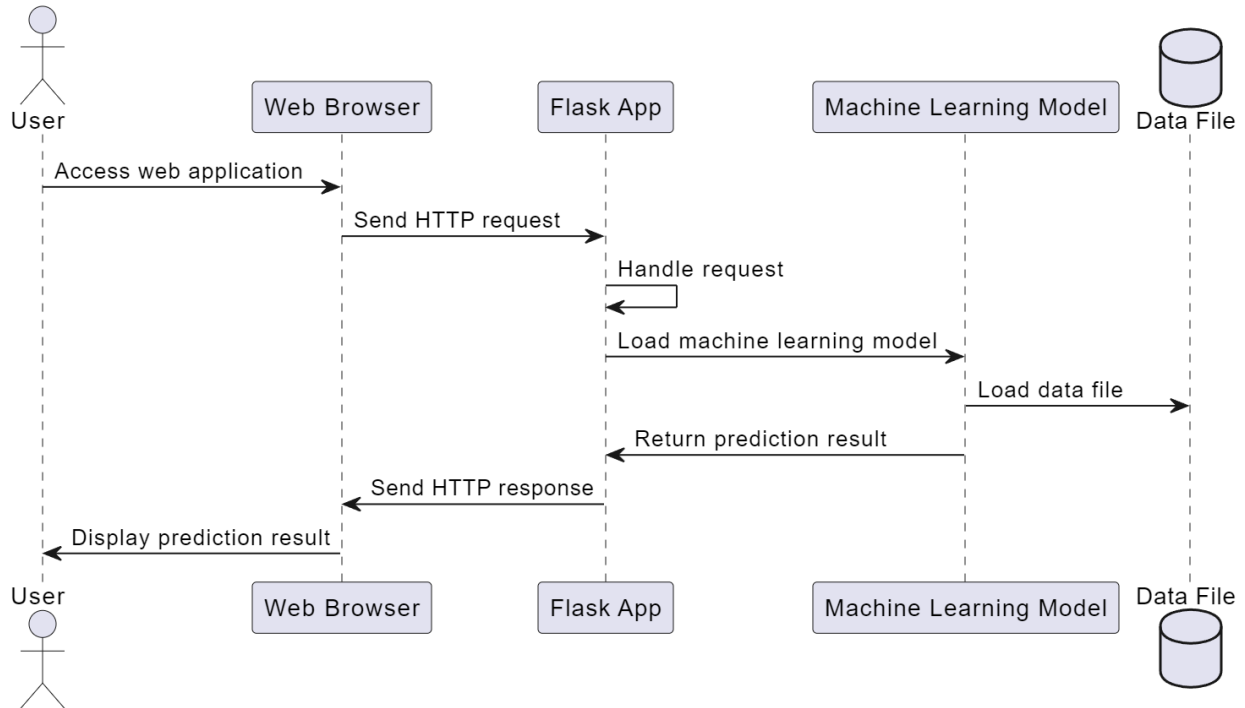 User
Web Browser
Flask App
Machine Learning Model
Data File
Access web application
Send HTTP request
Handle request
Load machine learning model
Load data file
Return prediction result
Send HTTP response
Display prediction result
User
Web Browser
Flask App
Machine Learning Model
Data File